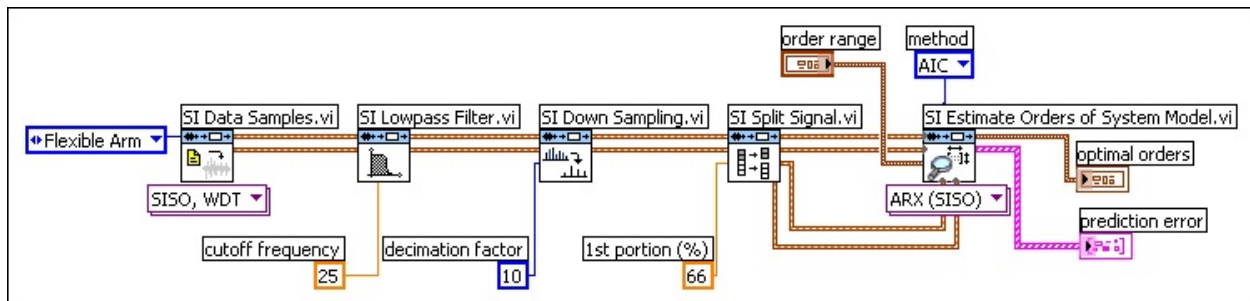 order range
method
AIC
SI Data Samples.vi
SI Lowpass Filter.vi
SI Down Sampling.vi
SI Split Signal.vi
SI Estimate Orders of System Model.vi
Flexible Arm
optimal orders
SISO, WDT
ARX (SISO)
prediction error
cutoff frequency
25
decimation factor
10
1st portion (%)
66